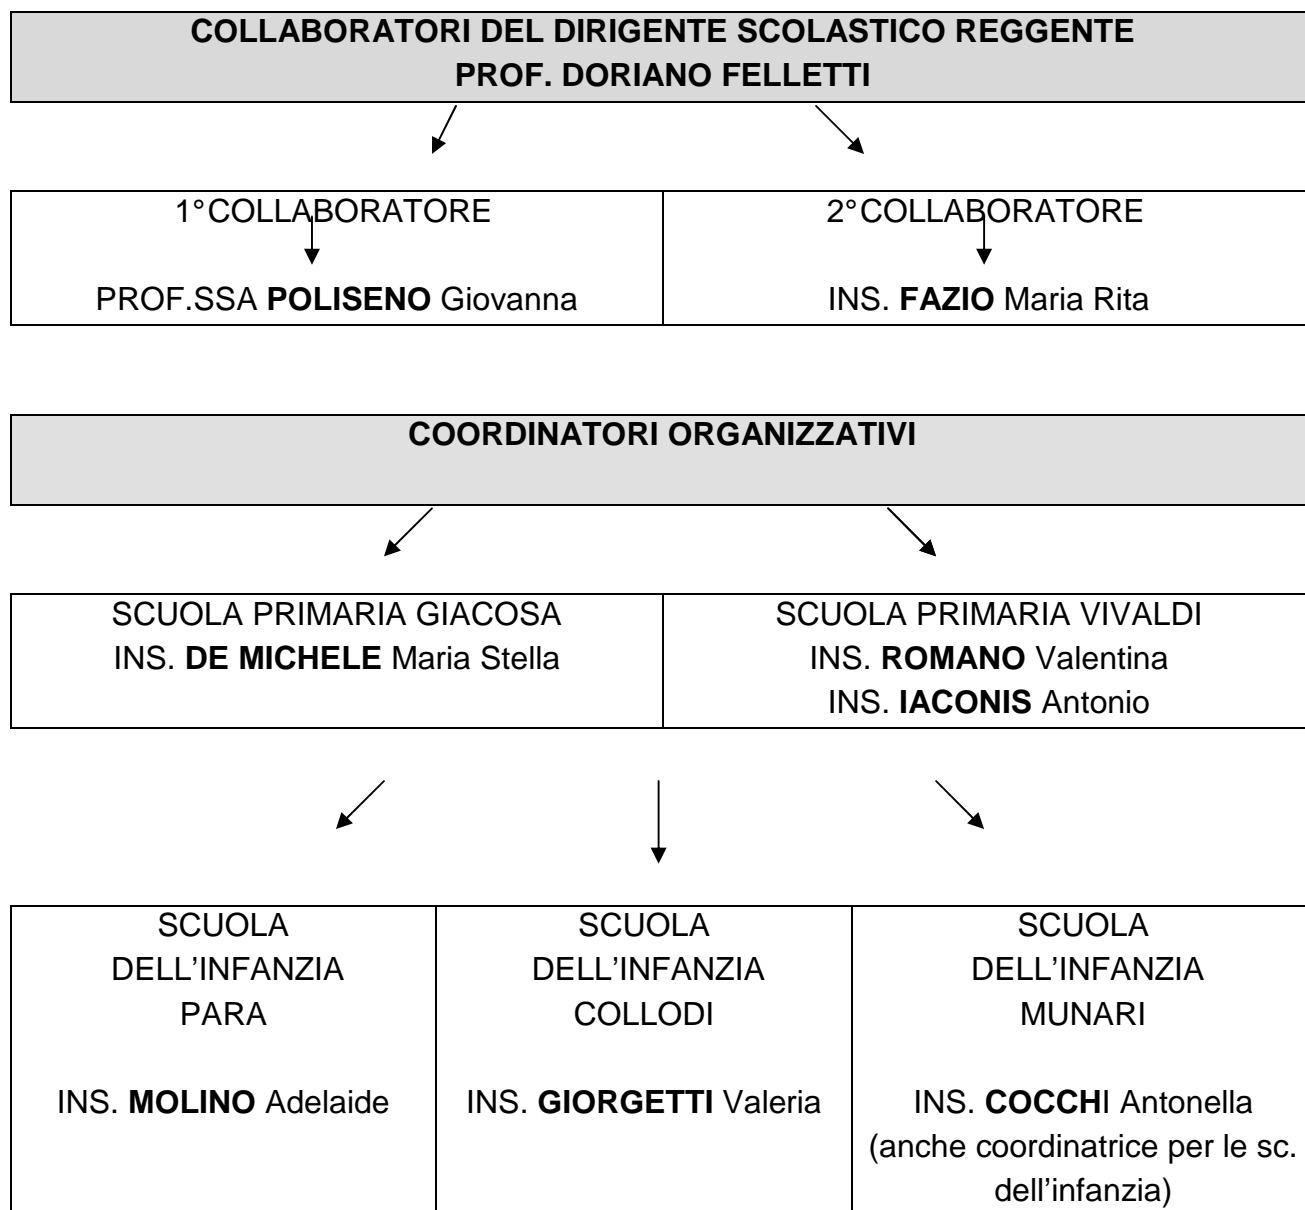 COLLABORATORI DEL DIRIGENTE SCOLASTICO REGGENTE
PROF. DORIANO FELLETTI
1°COLLABORATORE
PROF.SSA POLISENO Giovanna
2°COLLABORATORE
INS. FAZIO Maria Rita
COORDINATORI ORGANIZZATIVI
SCUOLA PRIMARIA GIACOSA
INS. DE MICHELE Maria Stella
SCUOLA PRIMARIA VIVALDI
INS. ROMANO Valentina
INS. IACONIS Antonio
SCUOLA
DELL'INFANZIA
PARA
INS. MOLINO Adelaide
SCUOLA
DELL'INFANZIA
COLLODI
INS. GIORGETTI Valeria
SCUOLA
DELL'INFANZIA
MUNARI
INS. COCCHI Antonella
(anche coordinatrice per le sc.
dell'infanzia)